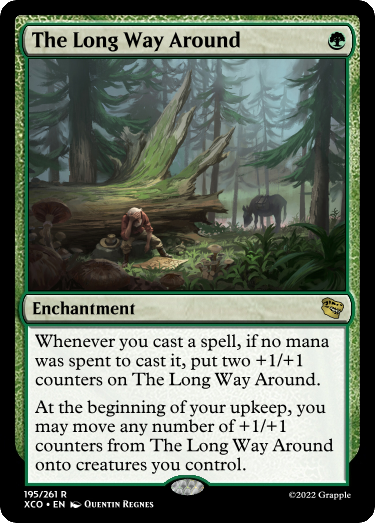 The Long Way Around
Enchantment
Whenever you cast a spell, if no mana
was spent to cast it, put two +1/+1
counters on The Long Way Around.
At the beginning of your upkeep, you
may move any number of +1/+1
counters from The Long Way Around
onto creatures you control.
195/261 R
XCO • EN Quentin Regnes
©2022 Grapple